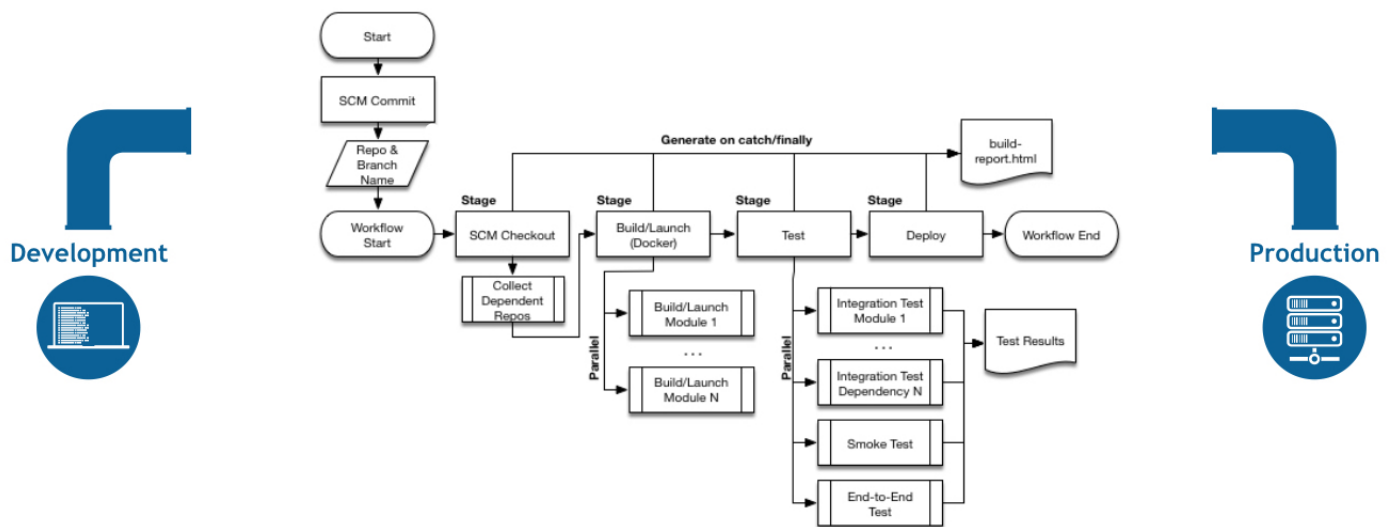 Start
SCM Commit
Repo &
Branch
Name
Generate on catch/finally
build-
report.html
Development
Workflow
Start
Stage
SCM Checkout
Stage
Build/Launch
(Docker)
Stage
Test
Stage
Deploy
Workflow End
Production
Collect
Dependent
Repos
Parallel
Build/Launch
Module 1
...
Build/Launch
Module N
Parallel
Integration Test
Module 1
...
Integration Test
Dependency N
Smoke Test
End-to-End
Test
Test Results